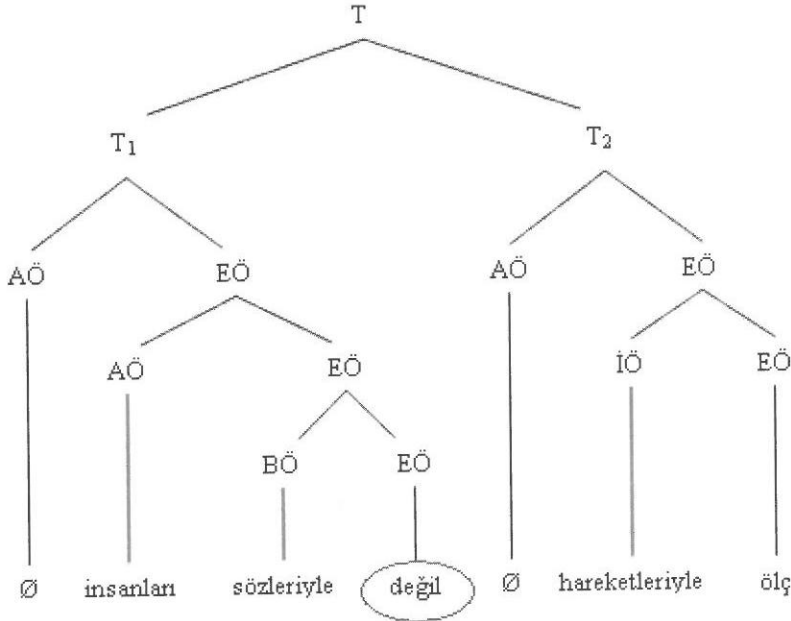 T
T₁ T₂
AÖ EÖ AÖ EÖ
AÖ EÖ İÖ EÖ
BÖ EÖ
Ø insanları sözleriyle değil Ø hareketleriyle ölç